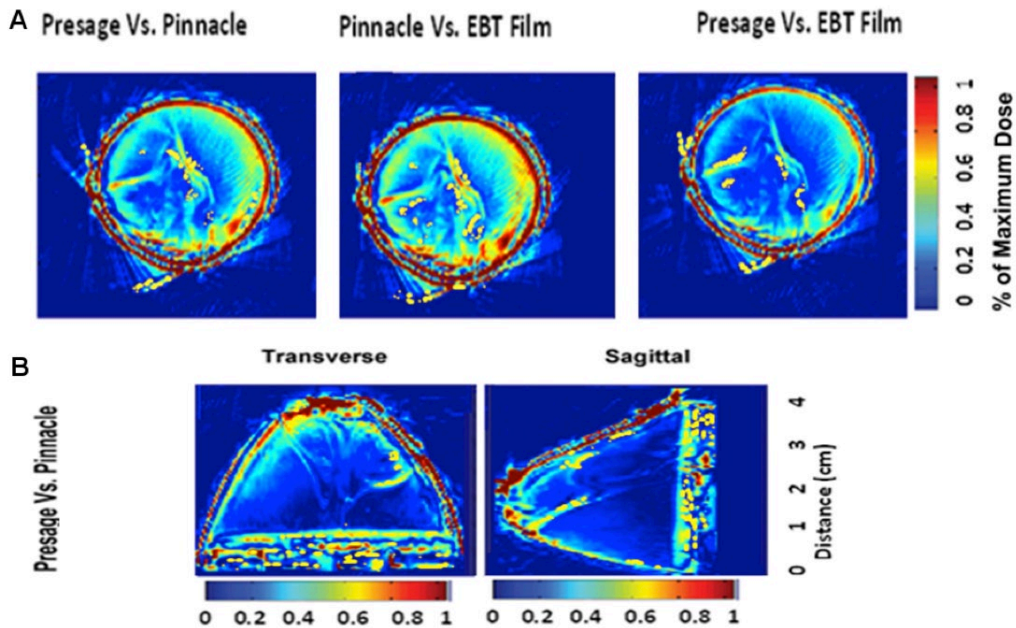 A
Presage Vs. Pinnacle
Pinnacle Vs. EBT Film
Presage Vs. EBT Film
1
0.8
0.6
0.4
0.2
0
% of Maximum Dose
B
Transverse
Sagittal
Presage Vs. Pinnacle
4
3
2
1
0
Distance (cm)
0 0.2 0.4 0.6 0.8 1
0 0.2 0.4 0.6 0.8 1